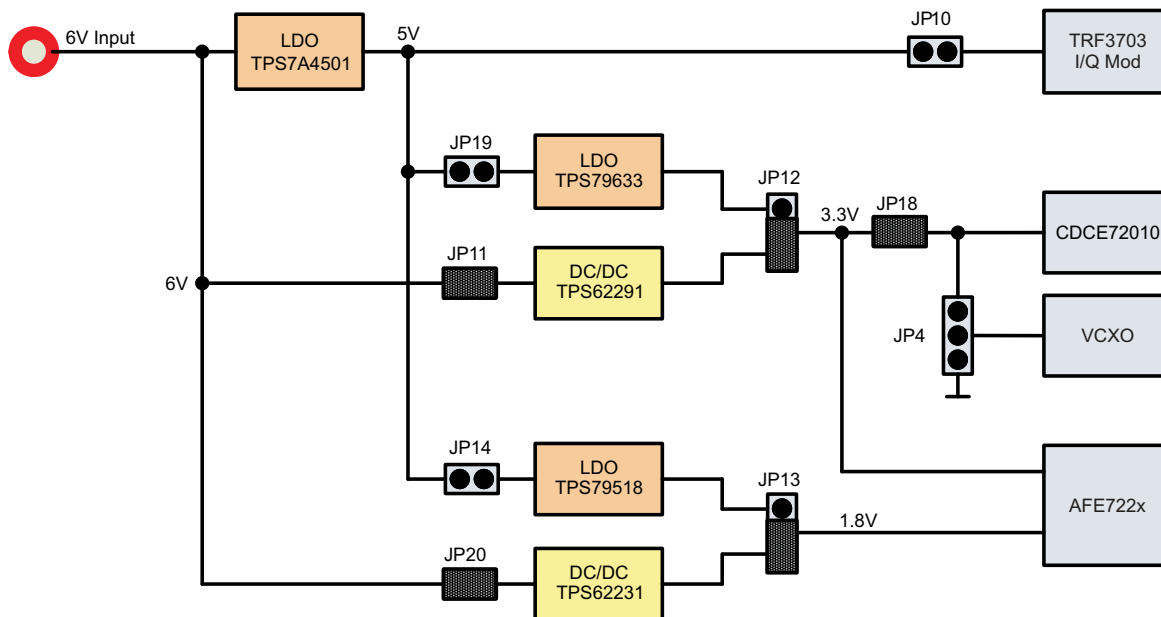 6V Input
LDO
TPS7A4501
5V
JP10
TRF3703
I/Q Mod
JP19
LDO
TPS79633
JP12
3.3V
JP18
CDCE72010
6V
JP11
DC/DC
TPS62291
JP4
VCXO
JP14
LDO
TPS79518
JP13
1.8V
AFE722x
JP20
DC/DC
TPS62231